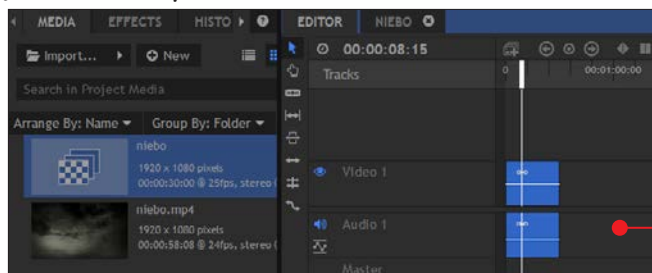 MEDIA EFFECTS HISTO
Import... New
Search in Project Media
Arrange By: Name Group By: Folder
niebo
1920 x 1080 pixels
00:00:30:00 @ 25fps, stereo
niebo.mp4
1920 x 1080 pixels
00:00:58:08 @ 24fps, stereo
EDITOR NIEBO
00:00:08:15
Tracks 0 00:01:00:00
Video 1
Audio 1
Master